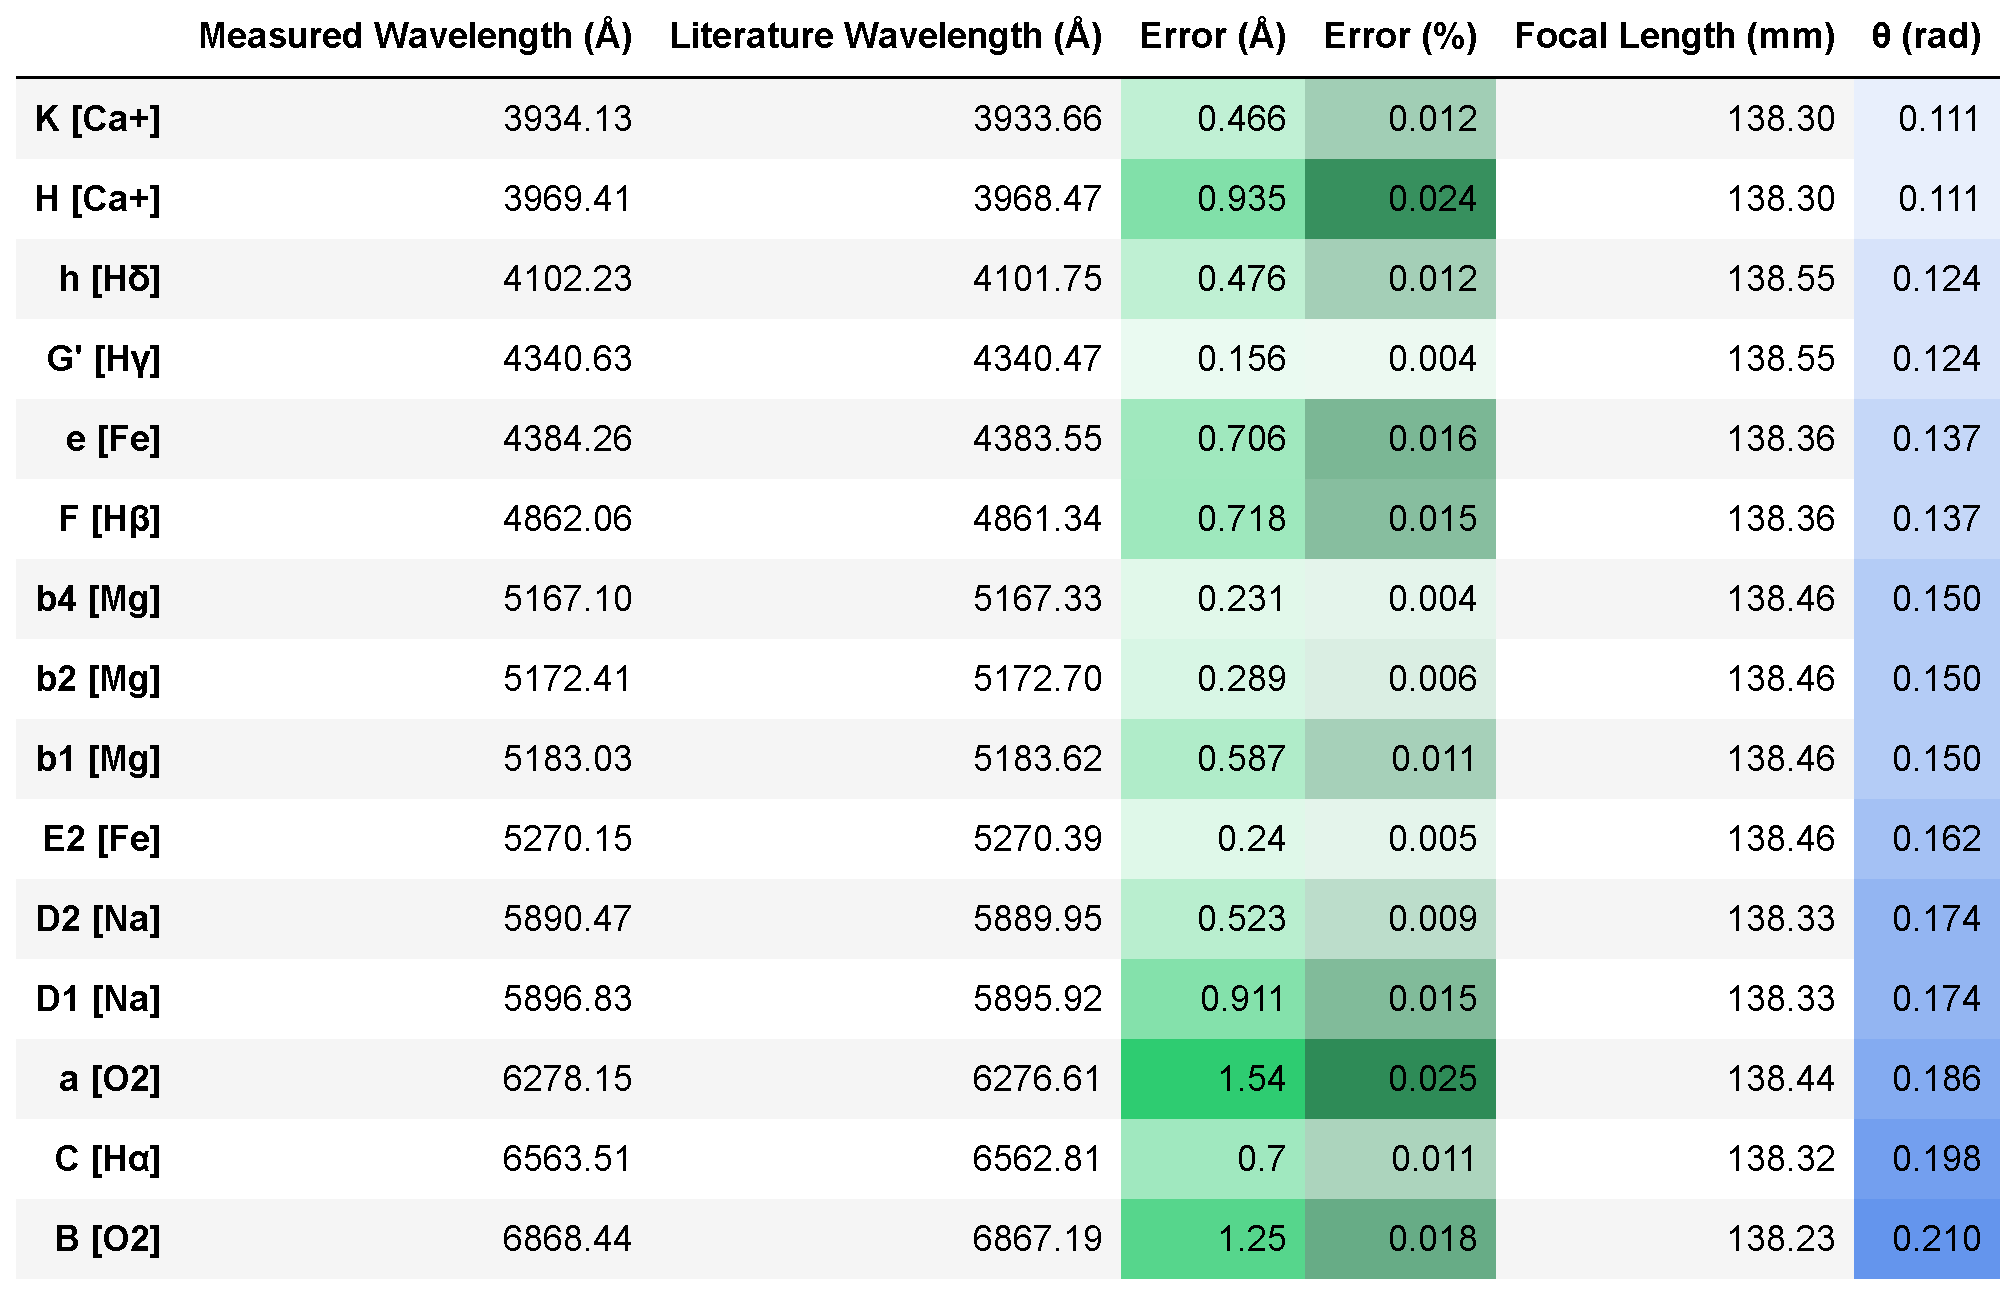 Measured Wavelength (Å) Literature Wavelength (Å) Error (Å) Error (%) Focal Length (mm) θ (rad)
K [Ca+] 3934.13 3933.66 0.466 0.012 138.30 0.111
H [Ca+] 3969.41 3968.47 0.935 0.024 138.30 0.111
h [Hδ] 4102.23 4101.75 0.476 0.012 138.55 0.124
G' [Hγ] 4340.63 4340.47 0.156 0.004 138.55 0.124
e [Fe] 4384.26 4383.55 0.706 0.016 138.36 0.137
F [Hβ] 4862.06 4861.34 0.718 0.015 138.36 0.137
b4 [Mg] 5167.10 5167.33 0.231 0.004 138.46 0.150
b2 [Mg] 5172.41 5172.70 0.289 0.006 138.46 0.150
b1 [Mg] 5183.03 5183.62 0.587 0.011 138.46 0.150
E2 [Fe] 5270.15 5270.39 0.24 0.005 138.46 0.162
D2 [Na] 5890.47 5889.95 0.523 0.009 138.33 0.174
D1 [Na] 5896.83 5895.92 0.911 0.015 138.33 0.174
a [O2] 6278.15 6276.61 1.54 0.025 138.44 0.186
C [Hα] 6563.51 6562.81 0.7 0.011 138.32 0.198
B [O2] 6868.44 6867.19 1.25 0.018 138.23 0.210